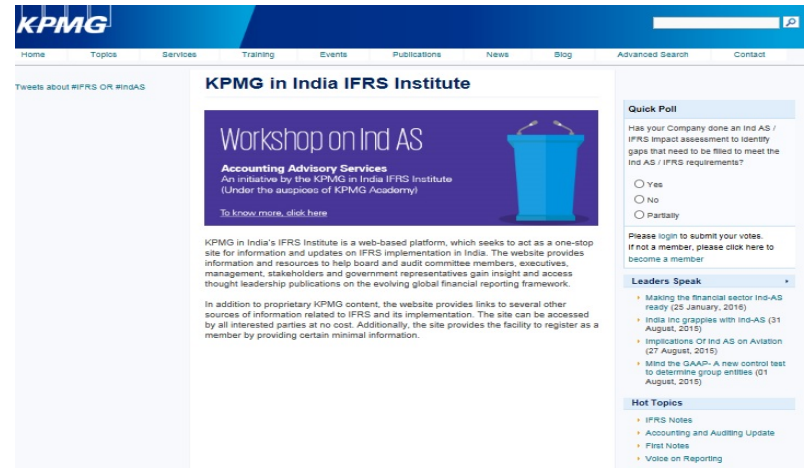 KPMG
Home Topics Services Training Events Publications News Blog Advanced Search Contact
Tweets about #IFRS OR #IndAS
KPMG in India IFRS Institute
Workshop on Ind AS
Accounting Advisory Services
An initiative by the KPMG in India IFRS Institute
(Under the auspices of KPMG Academy)
To know more, click here
KPMG in India's IFRS Institute is a web-based platform, which seeks to act as a one-stop
site for information and updates on IFRS implementation in India. The website provides
information and resources to help board and audit committee members, executives,
management, stakeholders and government representatives gain insight and access
thought leadership publications on the evolving global financial reporting framework.
In addition to proprietary KPMG content, the website provides links to several other
sources of information related to IFRS and its implementation. The site can be accessed
by all interested parties at no cost. Additionally, the site provides the facility to register as a
member by providing certain minimal information.
Quick Poll
Has your Company done an Ind AS /
IFRS impact assessment to identify
gaps that need to be filled to meet the
Ind AS / IFRS requirements?
Yes
No
Partially
Please login to submit your votes.
If not a member, please click here to
become a member
Leaders Speak
Making the financial sector Ind-AS
ready (25 January, 2016)
India Inc grapples with Ind-AS (31
August, 2015)
Implications Of Ind AS on Aviation
(27 August, 2015)
Mind the GAAP- A new control test
to determine group entities (01
August, 2015)
Hot Topics
IFRS Notes
Accounting and Auditing Update
First Notes
Voice on Reporting